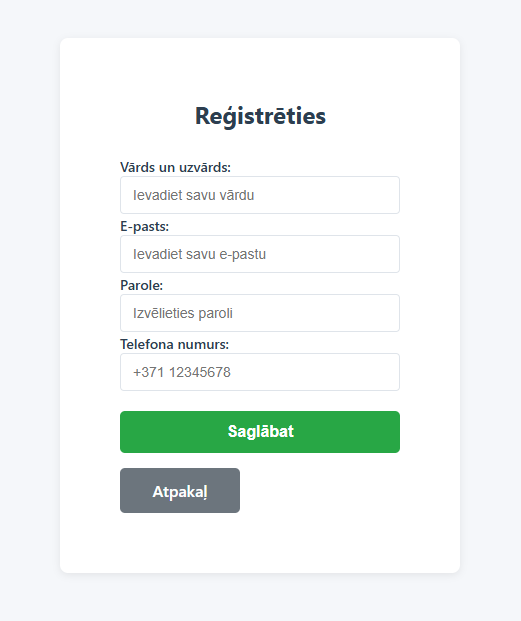 Reģistrēties
Vārds un uzvārds:
Ievadiet savu vārdu
E-pasts:
Ievadiet savu e-pastu
Parole:
Izvēlieties paroli
Telefona numurs:
+371 12345678
Saglābat
Atpakaļ